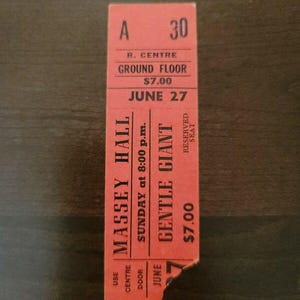 A 30
R. CENTRE
GROUND FLOOR
$7.00
JUNE 27
MASSEY HALL
SUNDAY at 8:00 p.m.
GENTLE GIANT
RESERVED
SEAT
$7.00
USE
CENTRE
DOOR
JUNE